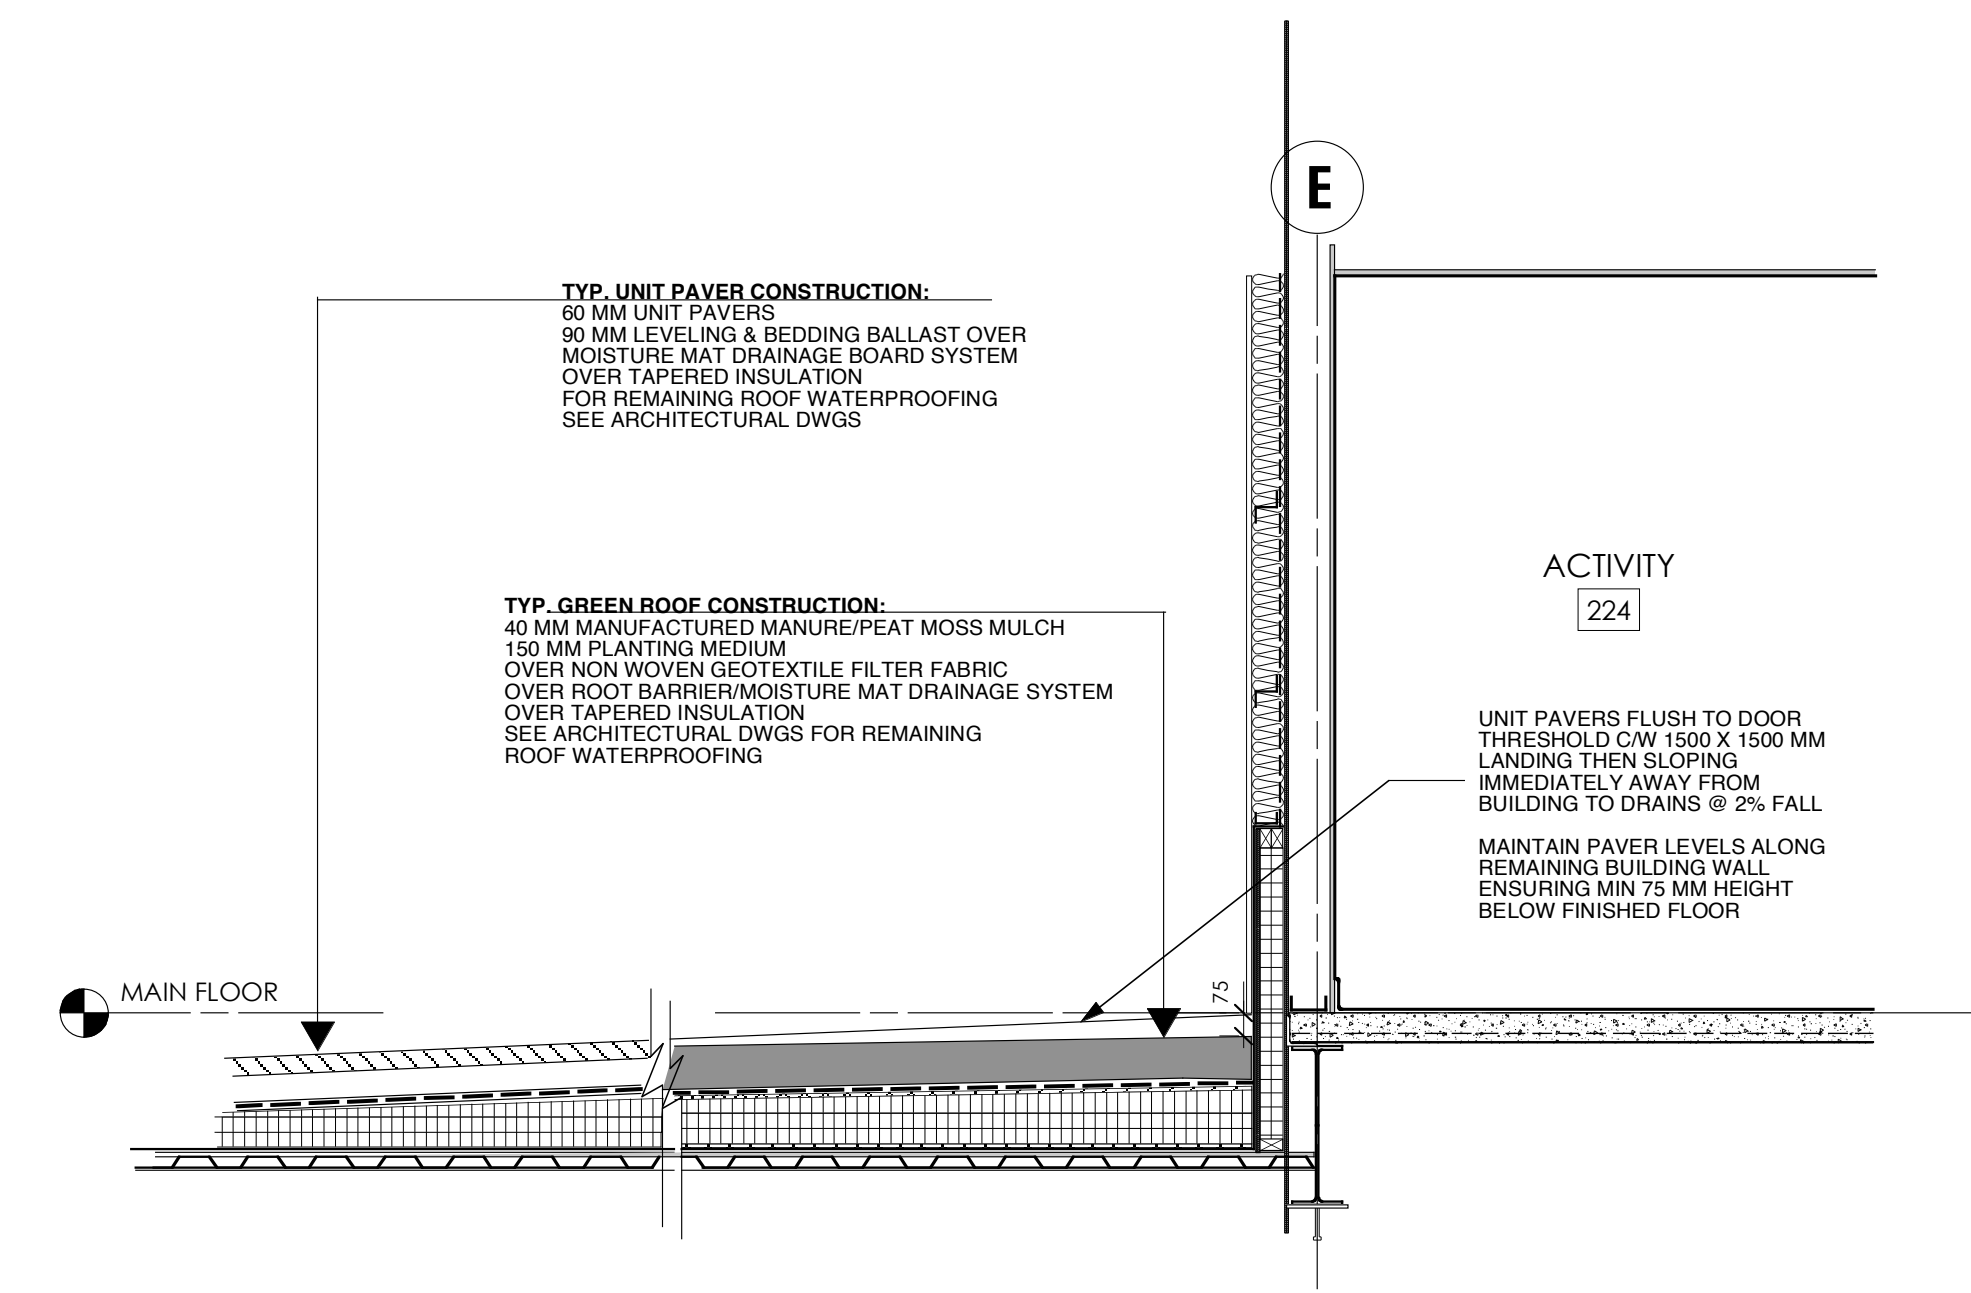 E
TYP. UNIT PAVER CONSTRUCTION:
60 MM UNIT PAVERS
90 MM LEVELING & BEDDING BALLAST OVER
MOISTURE MAT DRAINAGE BOARD SYSTEM
OVER TAPERED INSULATION
FOR REMAINING ROOF WATERPROOFING
SEE ARCHITECTURAL DWGS
TYP. GREEN ROOF CONSTRUCTION:
40 MM MANUFACTURED MANURE/PEAT MOSS MULCH
150 MM PLANTING MEDIUM
OVER NON WOVEN GEOTEXTILE FILTER FABRIC
OVER ROOT BARRIER/MOISTURE MAT DRAINAGE SYSTEM
OVER TAPERED INSULATION
SEE ARCHITECTURAL DWGS FOR REMAINING
ROOF WATERPROOFING
ACTIVITY
224
UNIT PAVERS FLUSH TO DOOR
THRESHOLD C/W 1500 X 1500 MM
LANDING THEN SLOPING
IMMEDIATELY AWAY FROM
BUILDING TO DRAINS @ 2% FALL
MAINTAIN PAVER LEVELS ALONG
REMAINING BUILDING WALL
ENSURING MIN 75 MM HEIGHT
BELOW FINISHED FLOOR
MAIN FLOOR
75